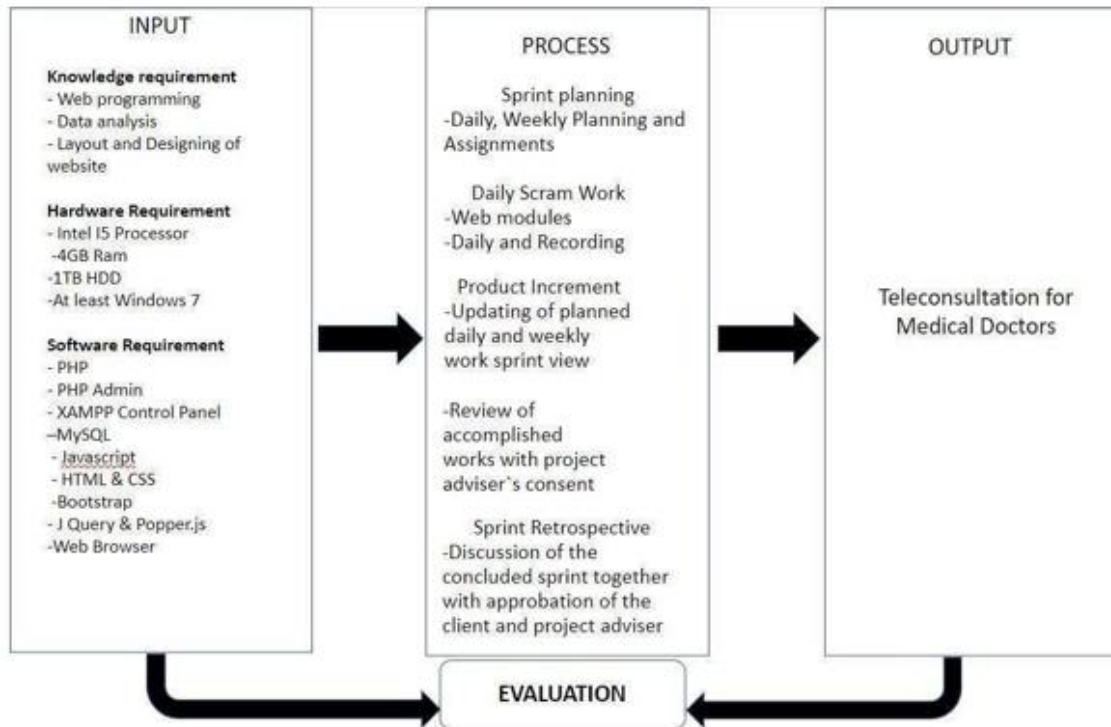 INPUT
Knowledge requirement
- Web programming
- Data analysis
- Layout and Designing of
website
Hardware Requirement
- Intel I5 Processor
-4GB Ram
-1TB HDD
-At least Windows 7
Software Requirement
- PHP
- PHP Admin
- XAMPP Control Panel
–MySQL
- Javascript
- HTML & CSS
-Bootstrap
- J Query & Popper.js
-Web Browser
PROCESS
Sprint planning
-Daily, Weekly Planning and
Assignments
Daily Scram Work
-Web modules
-Daily and Recording
Product Increment
-Updating of planned
daily and weekly
work sprint view
-Review of
accomplished
works with project
adviser`s consent
Sprint Retrospective
-Discussion of the
concluded sprint together
with approbation of the
client and project adviser
OUTPUT
Teleconsultation for
Medical Doctors
EVALUATION